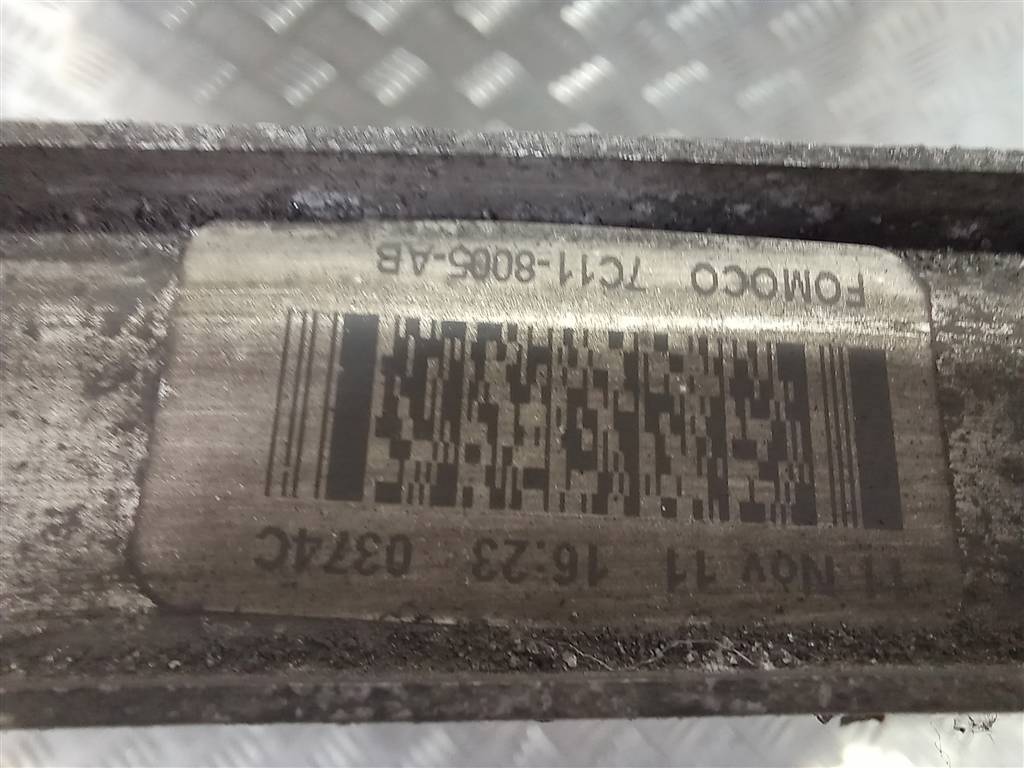 11 Nov 11 16:23 0374C
FOMOCO 7C11-8005-AB